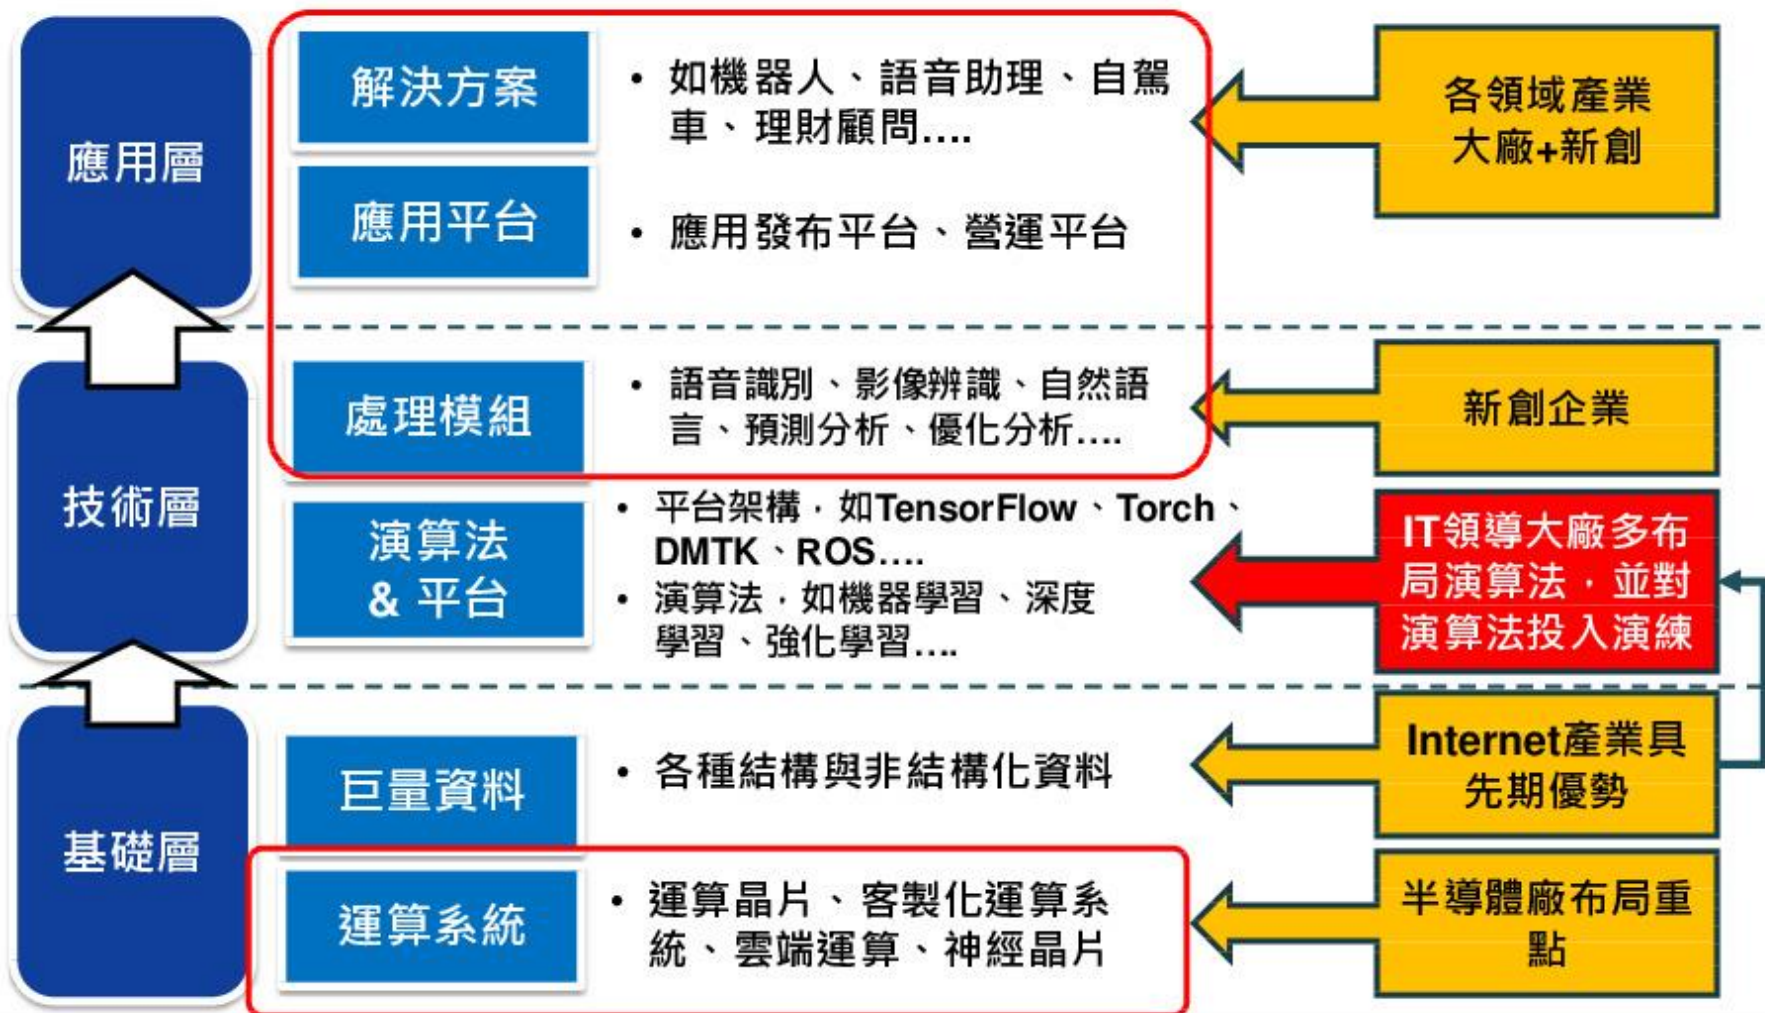 應用層
解決方案
• 如機器人、語音助理、自駕
車、理財顧問....
各領域產業
大廠+新創
應用平台
• 應用發布平台、營運平台
技術層
處理模組
• 語音識別、影像辨識、自然語
言、預測分析、優化分析....
新創企業
演算法
& 平台
• 平台架構，如TensorFlow、Torch、
DMTK、ROS....
• 演算法，如機器學習、深度
學習、強化學習....
IT領導大廠多布
局演算法，並對
演算法投入演練
基礎層
巨量資料
• 各種結構與非結構化資料
Internet產業具
先期優勢
運算系統
• 運算晶片、客製化運算系
統、雲端運算、神經晶片
半導體廠布局重
點